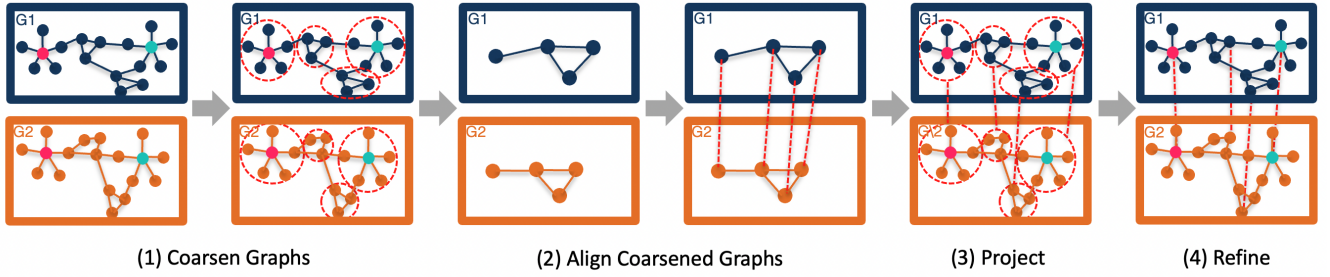 G1
G1
G1
G1
G1
G1
G2
G2
G2
G2
G2
G2
(1) Coarsen Graphs
(2) Align Coarsened Graphs
(3) Project
(4) Refine